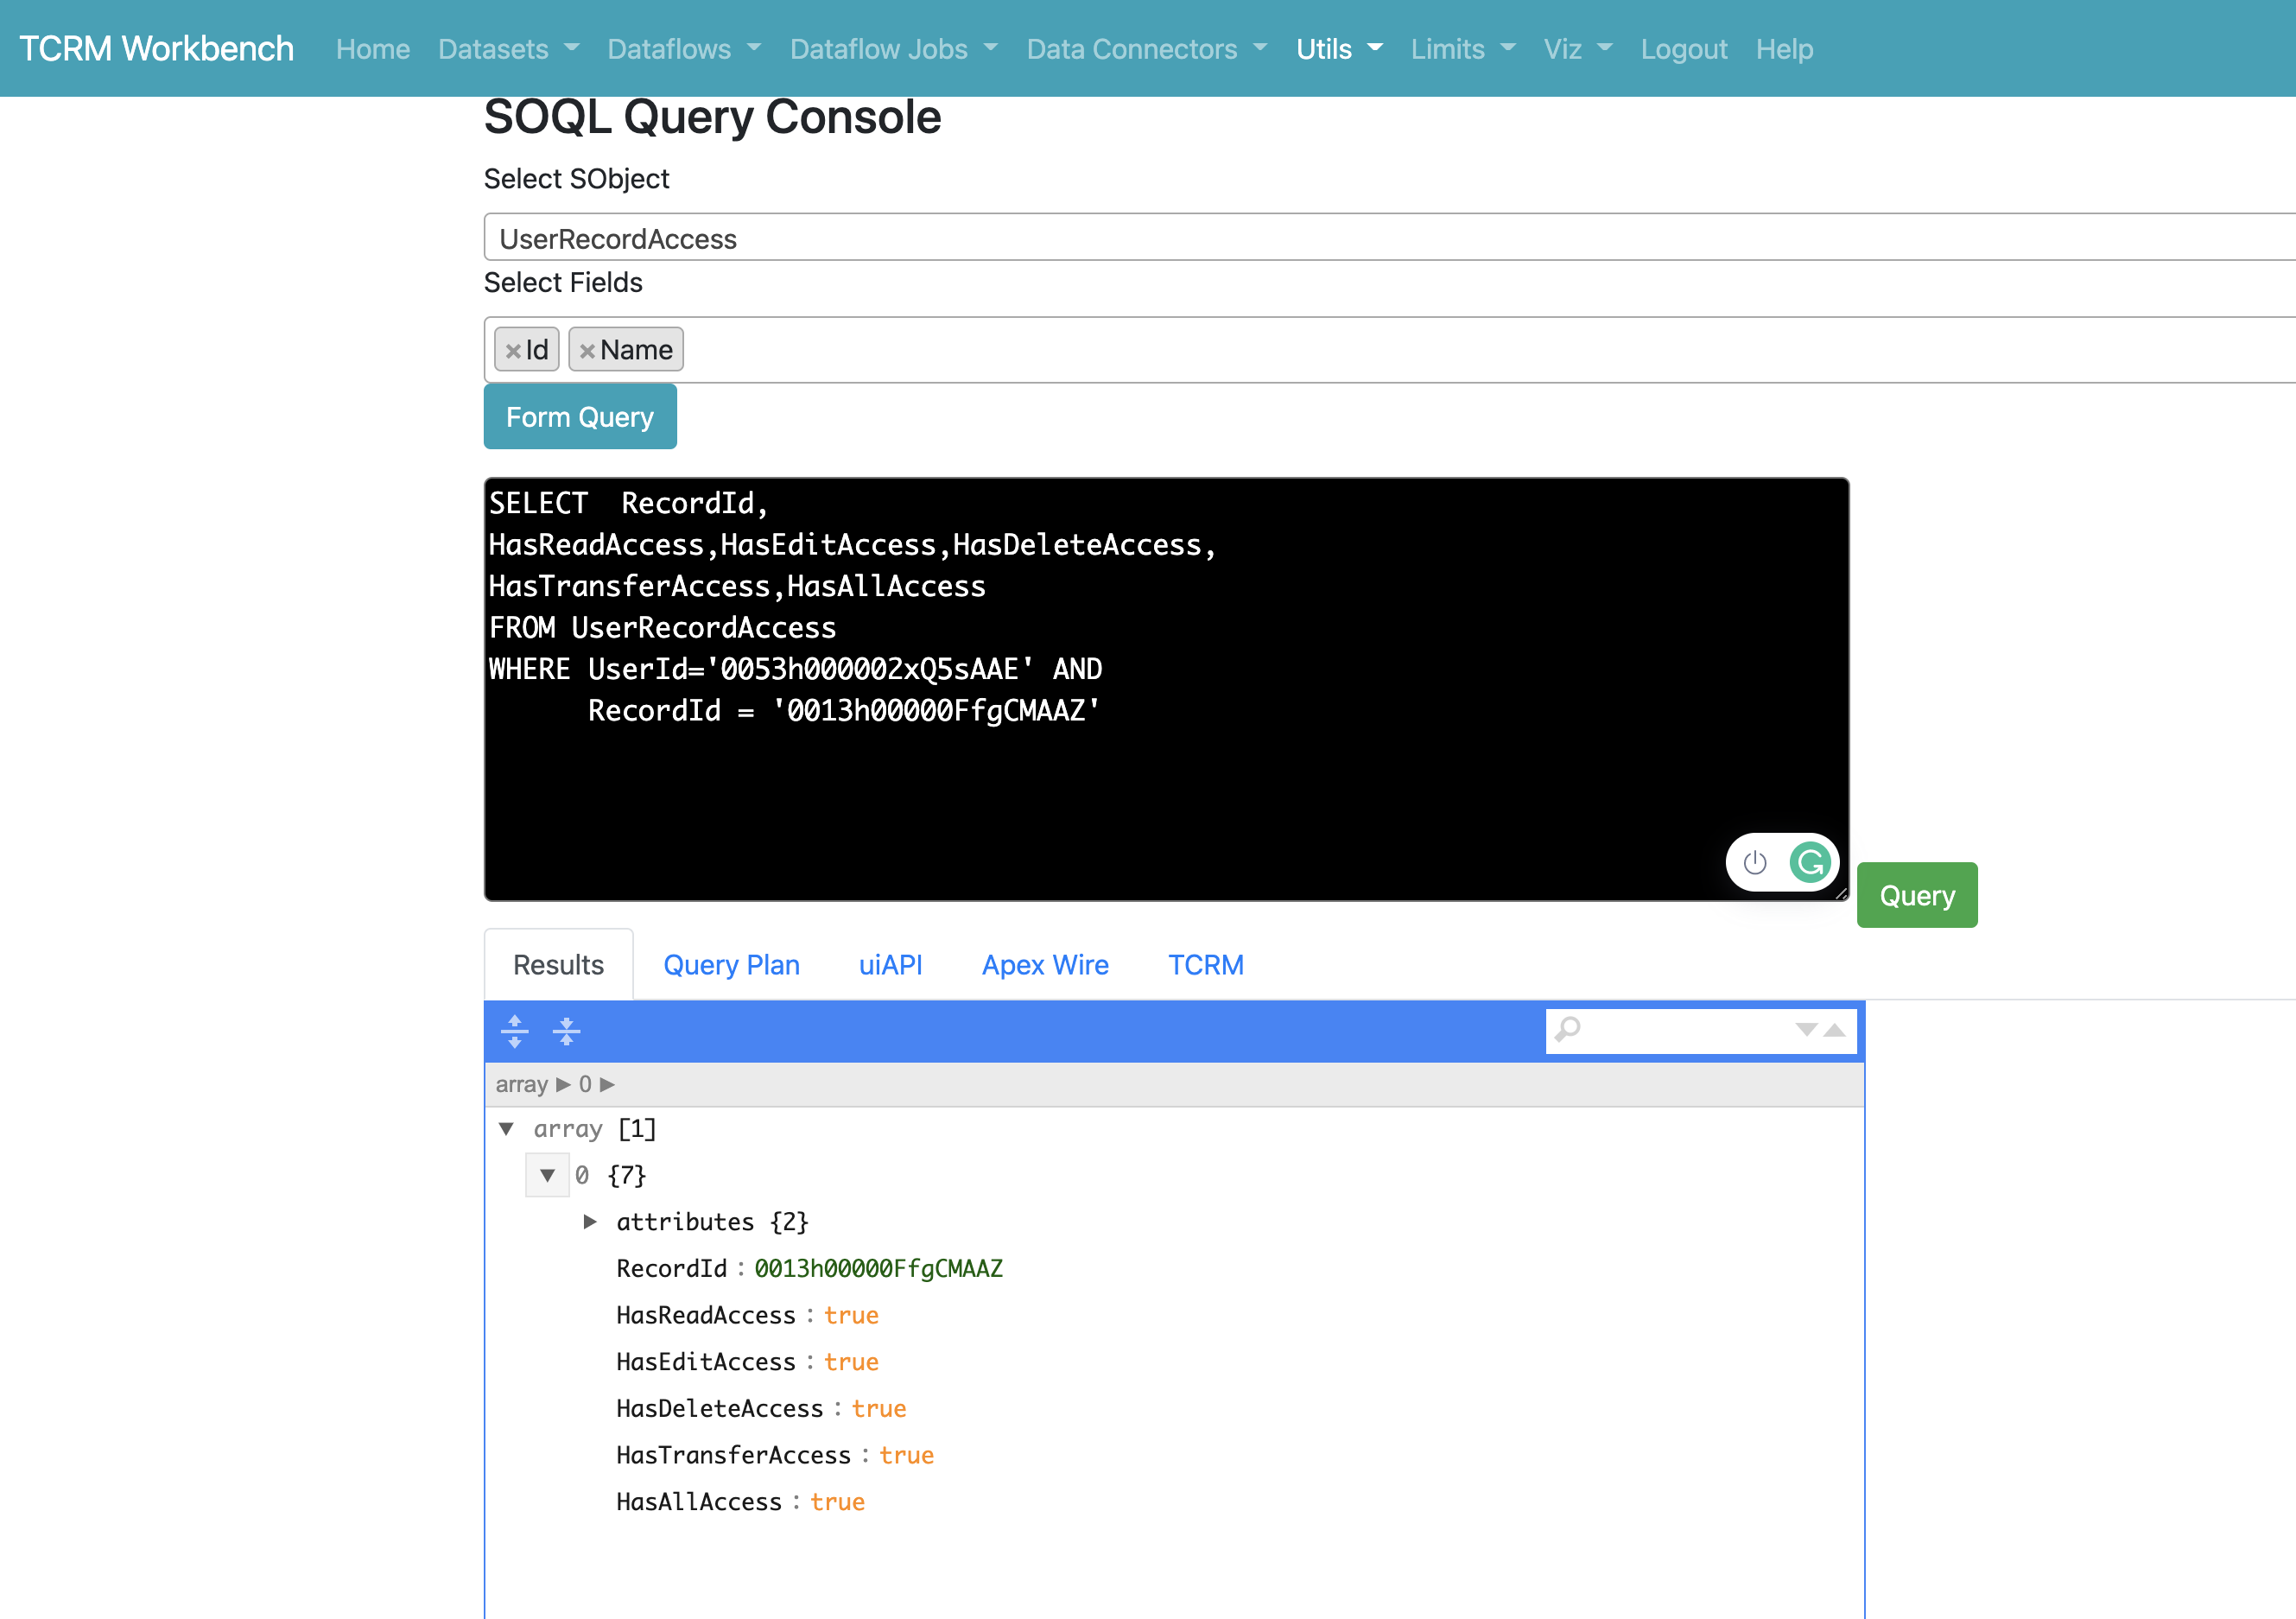 TCRM Workbench Home Datasets Dataflows Dataflow Jobs Data Connectors Utils Limits Viz Logout Help
SOQL Query Console
Select SObject
UserRecordAccess
Select Fields
×Id ×Name
Form Query
SELECT  RecordId,
HasReadAccess,HasEditAccess,HasDeleteAccess,
HasTransferAccess,HasAllAccess
FROM UserRecordAccess
WHERE UserId='0053h000002xQ5sAAE' AND
      RecordId = '0013h00000FfgCMAAZ'
Query
Results Query Plan uiAPI Apex Wire TCRM
array ► 0 ►
▼ array [1]
▼ 0 {7}
► attributes {2}
RecordId : 0013h00000FfgCMAAZ
HasReadAccess : true
HasEditAccess : true
HasDeleteAccess : true
HasTransferAccess : true
HasAllAccess : true